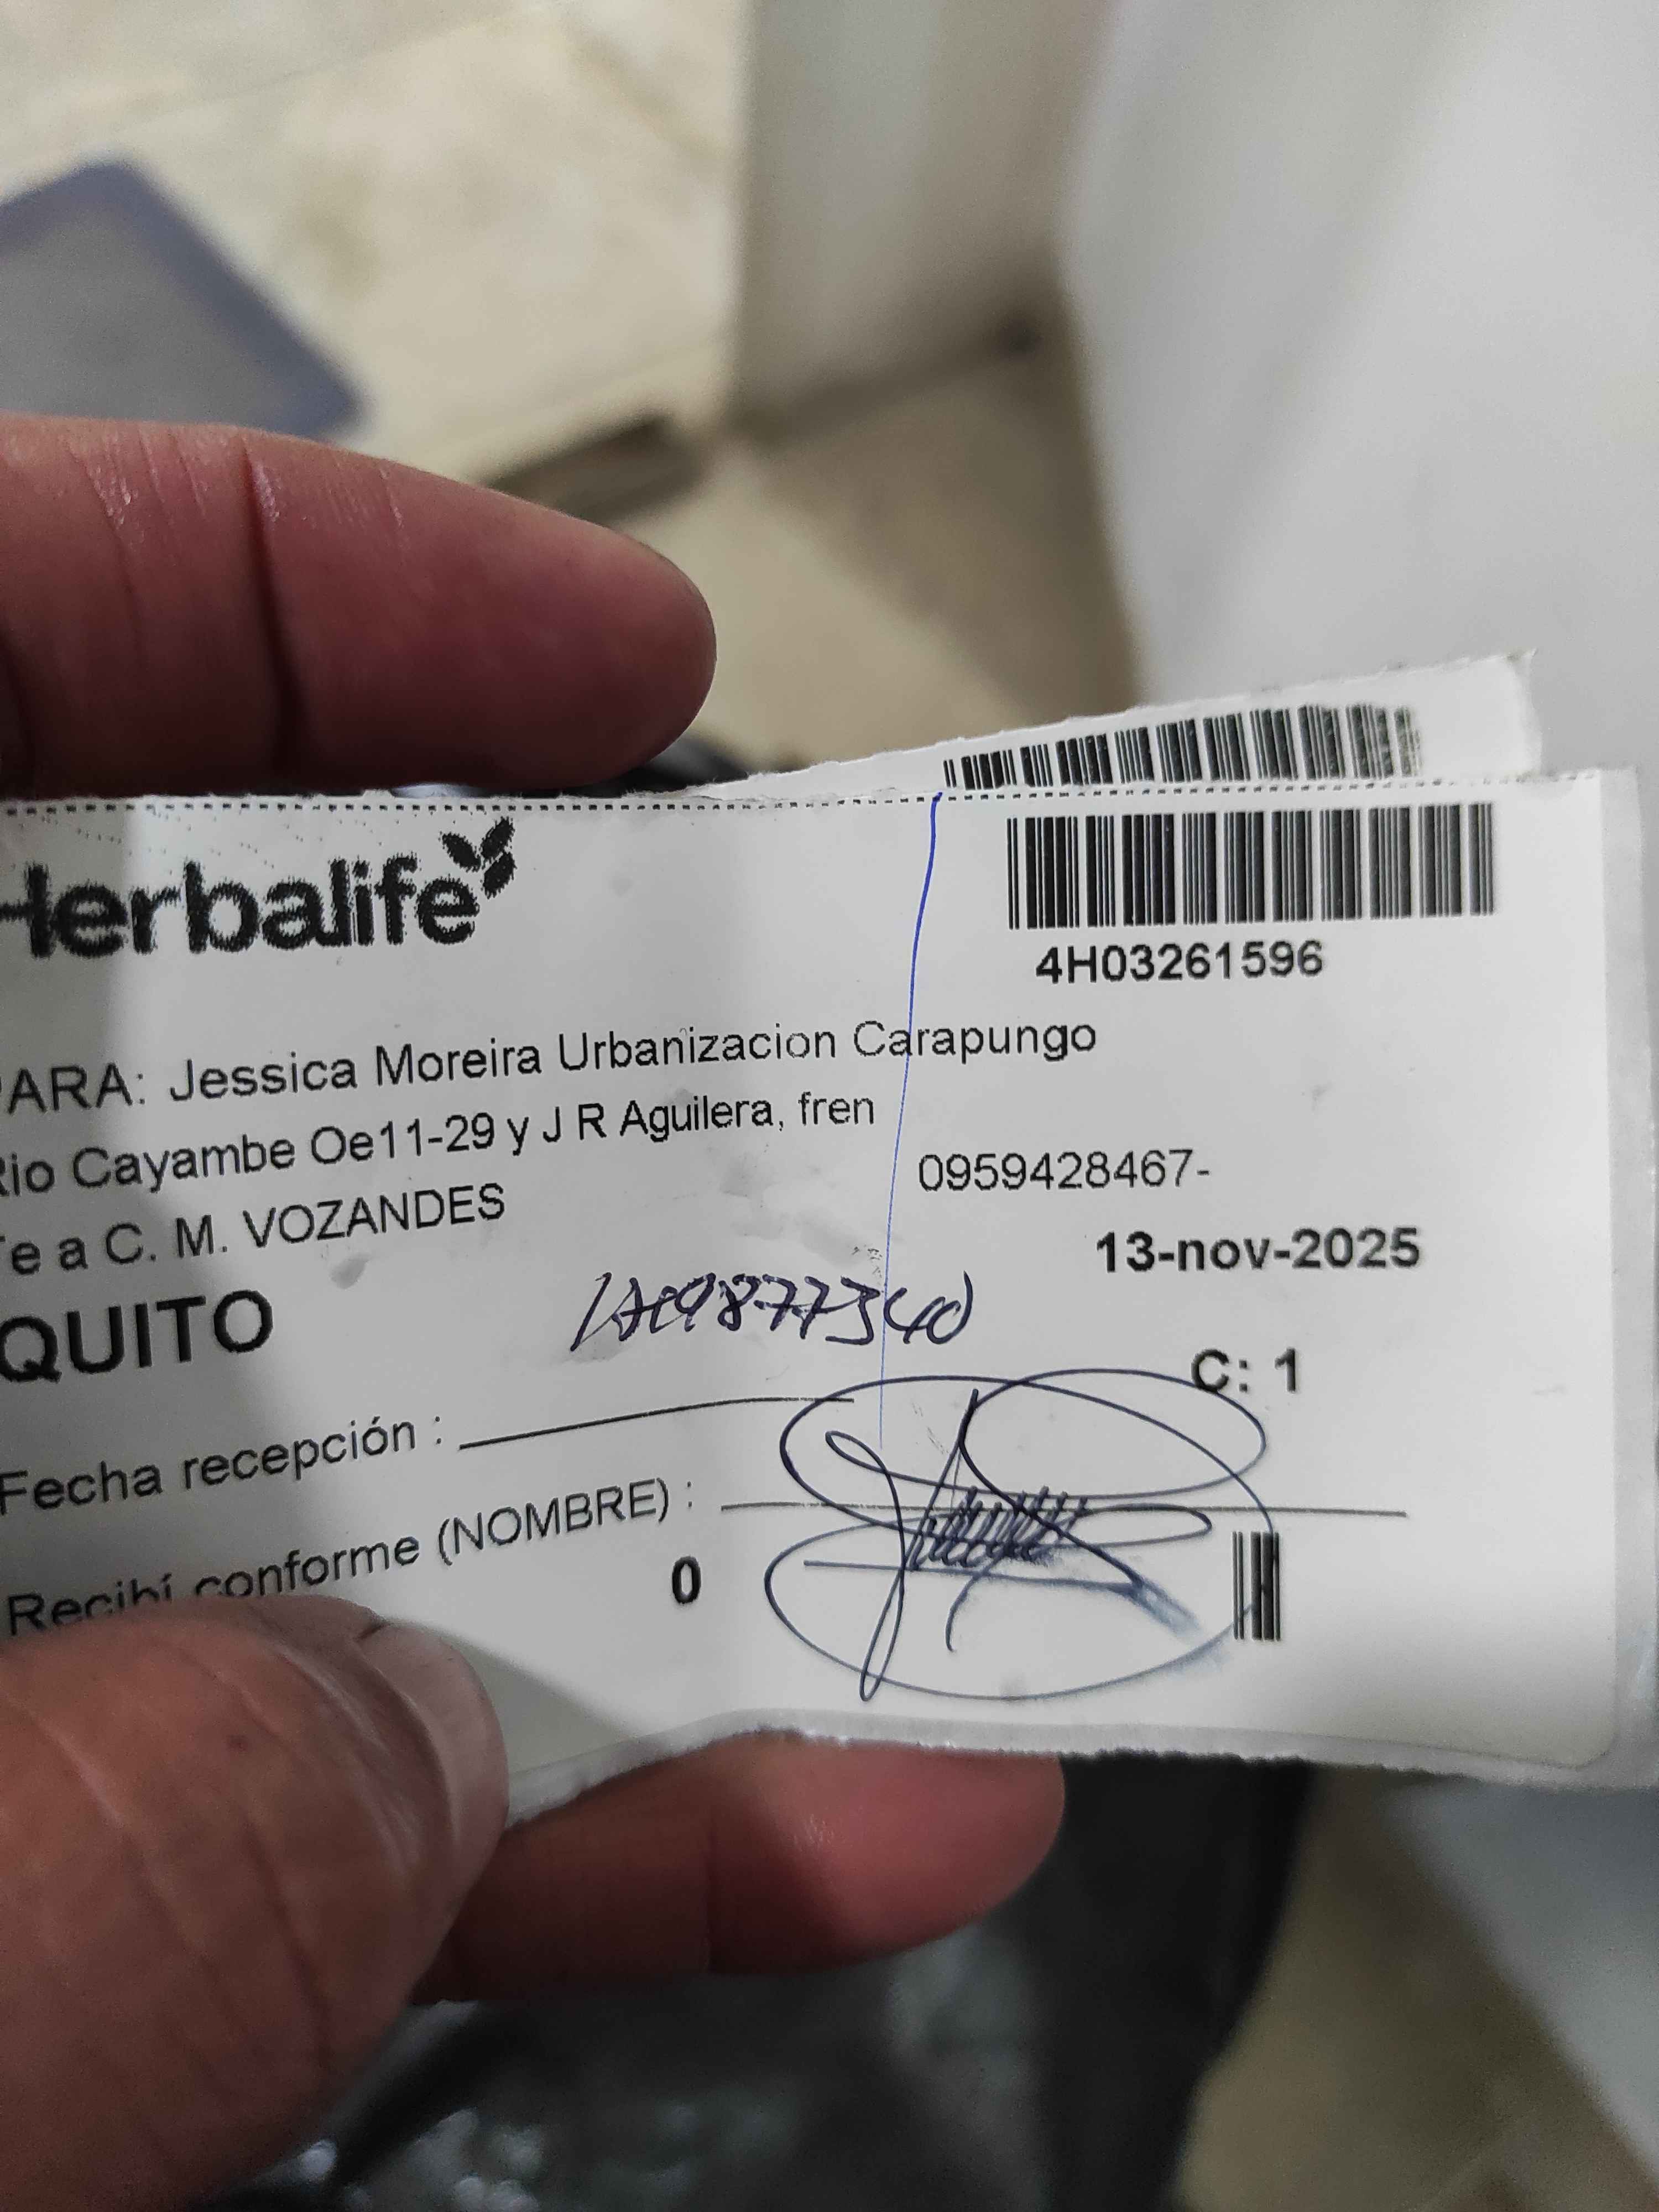 Herbalife
4H03261596
PARA: Jessica Moreira Urbanizacion Carapungo
Rio Cayambe Oe11-29 y J R Aguilera, fren
te a C. M. VOZANDES
0959428467-
13-nov-2025
QUITO
C: 1
Fecha recepción :
Recibí conforme (NOMBRE) :
0